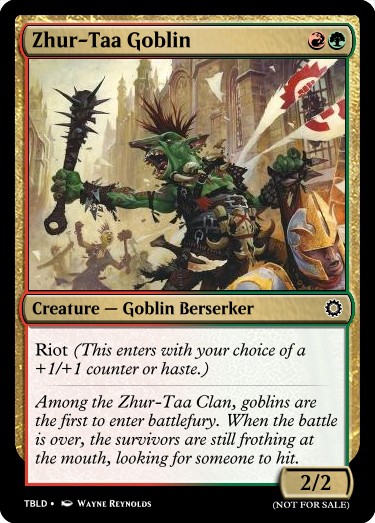 Zhur-Taa Goblin
Creature — Goblin Berserker
Riot (This enters with your choice of a
+1/+1 counter or haste.)
Among the Zhur-Taa Clan, goblins are
the first to enter battlefury. When the battle
is over, the survivors are still frothing at
the mouth, looking for someone to hit.
2/2
TBLD • Wayne Reynolds
(NOT FOR SALE)